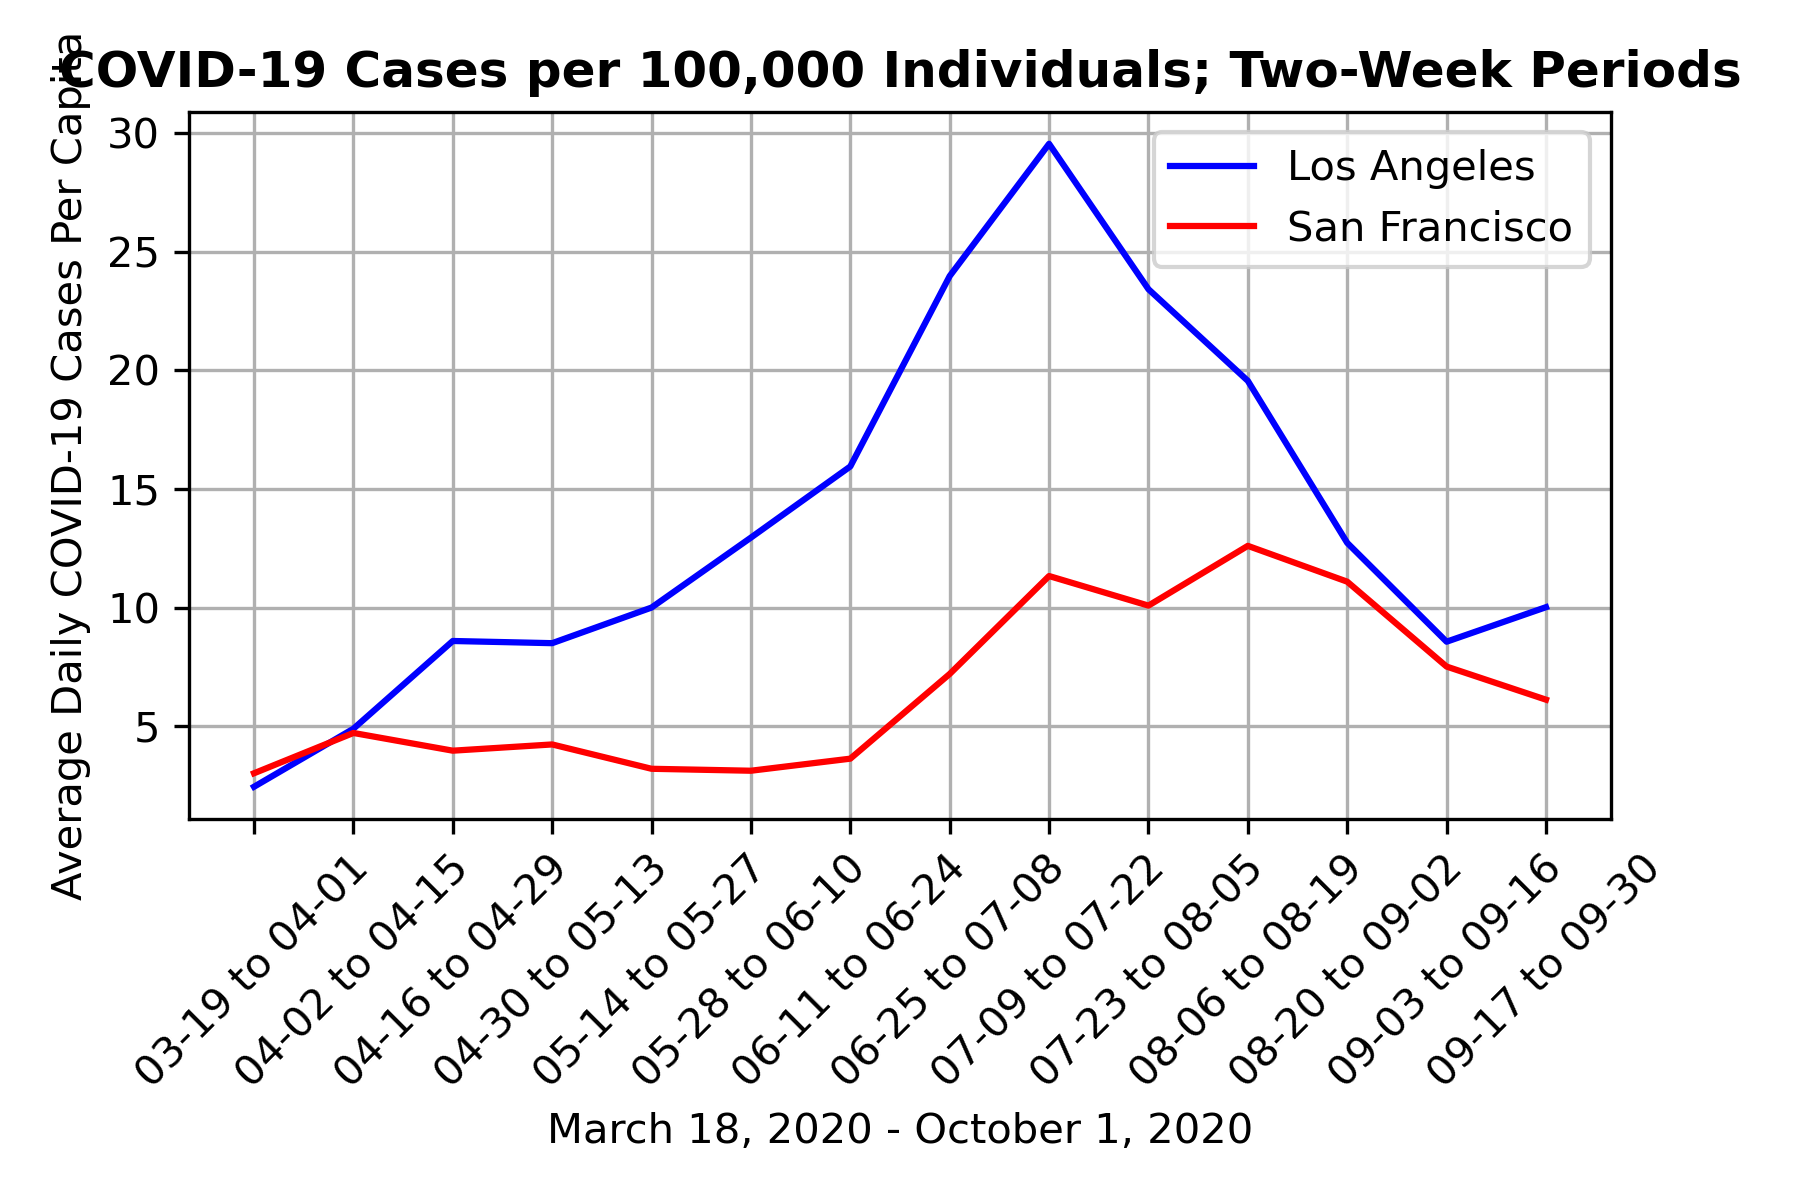 COVID-19 Cases per 100,000 Individuals; Two-Week Periods
Average Daily COVID-19 Cases Per Capita
30
25
20
15
10
5
Los Angeles
San Francisco
03-19 to 04-01
04-02 to 04-15
04-16 to 04-29
04-30 to 05-13
05-14 to 05-27
05-28 to 06-10
06-11 to 06-24
06-25 to 07-08
07-09 to 07-22
07-23 to 08-05
08-06 to 08-19
08-20 to 09-02
09-03 to 09-16
09-17 to 09-30
March 18, 2020 - October 1, 2020